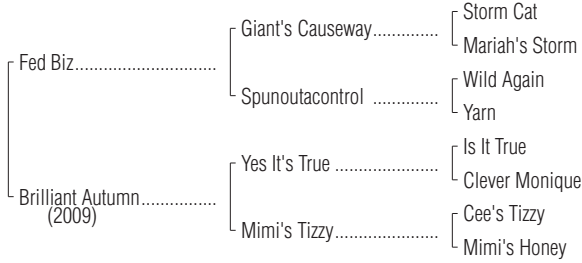 Storm Cat
Giant's Causeway..............
Mariah's Storm
Fed Biz..............................
Wild Again
Spunoutacontrol ..............
Yarn
Is It True
Yes It's True ......................
Clever Monique
Brilliant Autumn................
(2009)
Cee's Tizzy
Mimi's Tizzy......................
Mimi's Honey